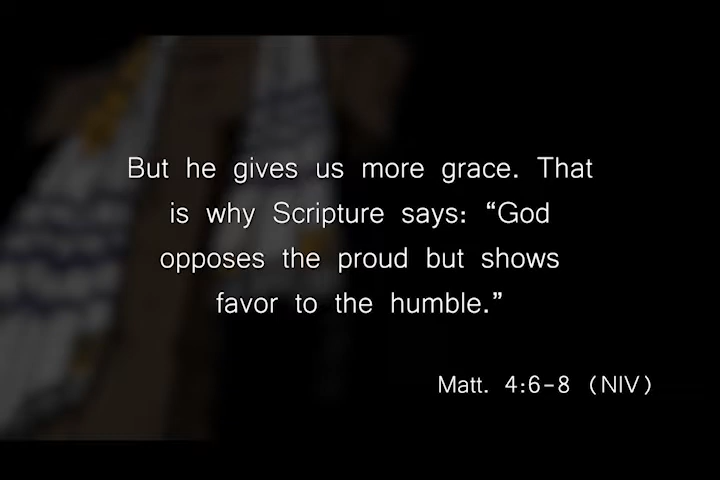 But he gives us more grace. That
is why Scripture says: “God
opposes the proud but shows
favor to the humble.”
Matt. 4:6-8 (NIV)